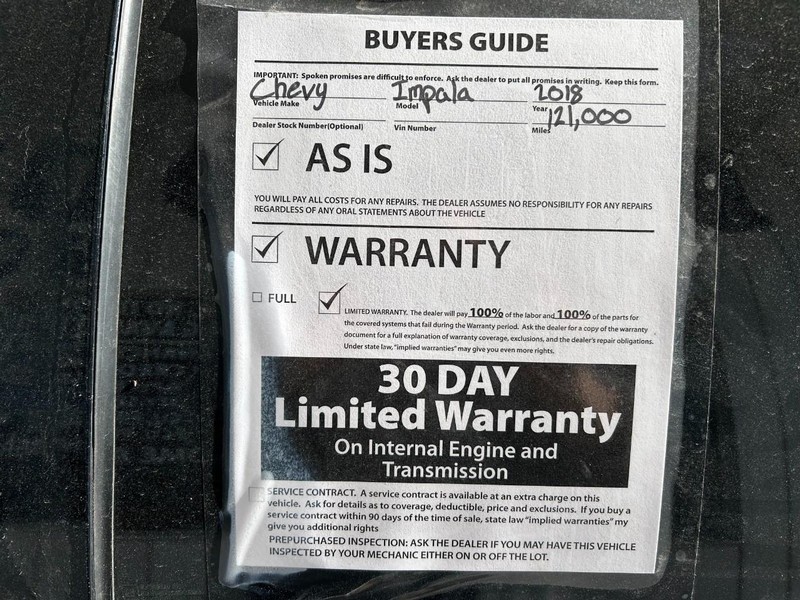 BUYERS GUIDE
IMPORTANT: Spoken promises are difficult to enforce. Ask the dealer to put all promises in writing. Keep this form.
Chevy Impala 2018
Vehicle Make Model Year
121,000
Dealer Stock Number(Optional) Vin Number Miles
AS IS
YOU WILL PAY ALL COSTS FOR ANY REPAIRS. THE DEALER ASSUMES NO RESPONSIBILITY FOR ANY REPAIRS
REGARDLESS OF ANY ORAL STATEMENTS ABOUT THE VEHICLE
WARRANTY
FULL
LIMITED WARRANTY. The dealer will pay 100% of the labor and 100% of the parts for
the covered systems that fail during the Warranty period. Ask the dealer for a copy of the warranty
document for a full explanation of warranty coverage, exclusions, and the dealer's repair obligations.
Under state law, "implied warranties" may give you even more rights.
30 DAY
Limited Warranty
On Internal Engine and
Transmission
SERVICE CONTRACT. A service contract is available at an extra charge on this
vehicle. Ask for details as to coverage, deductible, price and exclusions. If you buy a
service contract within 90 days of the time of sale, state law "implied warranties" my
give you additional rights
PREPURCHASED INSPECTION: ASK THE DEALER IF YOU MAY HAVE THIS VEHICLE
INSPECTED BY YOUR MECHANIC EITHER ON OR OFF THE LOT.